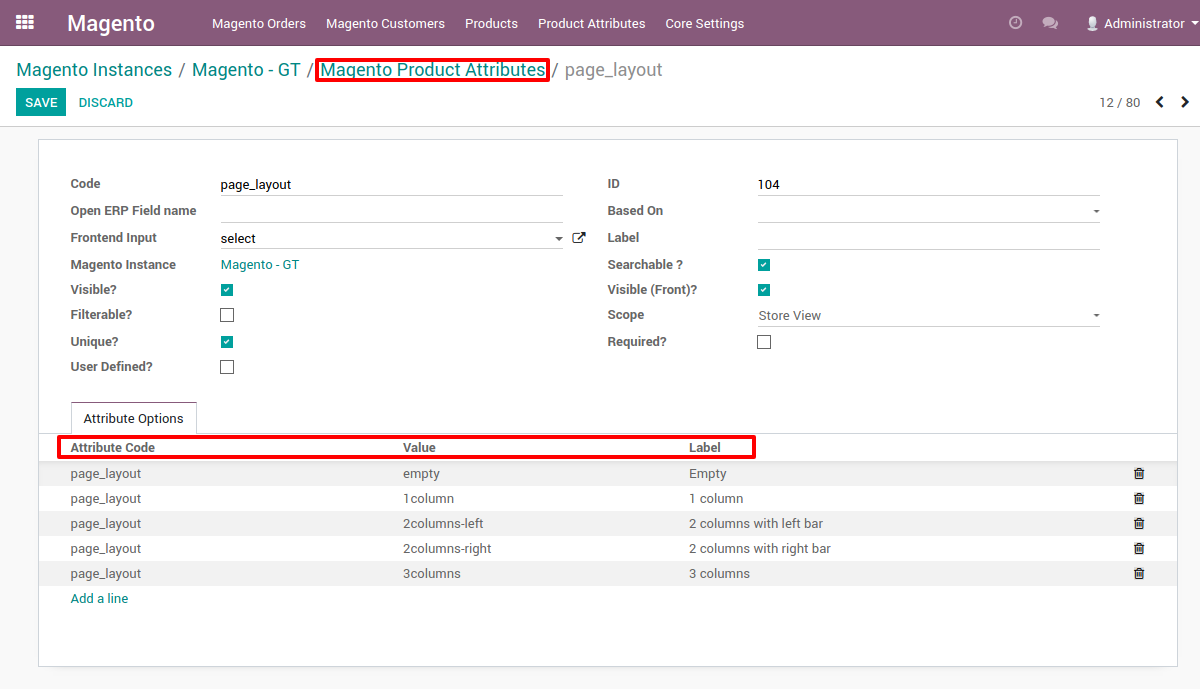 Magento Magento Orders Magento Customers Products Product Attributes Core Settings Administrator
Magento Instances / Magento - GT / Magento Product Attributes / page_layout
SAVE DISCARD 12 / 80
Code page_layout ID 104
Open ERP Field name Based On
Frontend Input select Label
Magento Instance Magento - GT Searchable ?
Visible? Visible (Front)?
Filterable? Scope Store View
Unique? Required?
User Defined?
Attribute Options
Attribute Code Value Label
page_layout empty Empty
page_layout 1column 1 column
page_layout 2columns-left 2 columns with left bar
page_layout 2columns-right 2 columns with right bar
page_layout 3columns 3 columns
Add a line